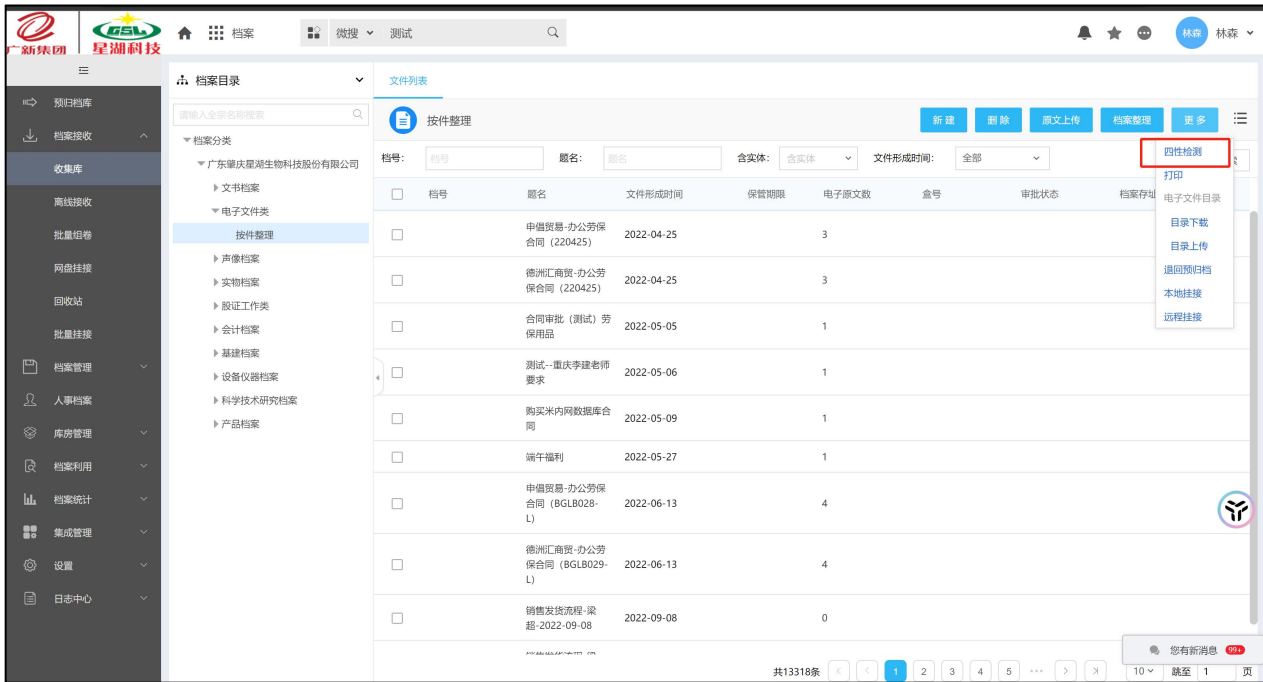 广新集团
GSL
星湖科技
档案
微搜
测试
林森
林森
预归档库
档案接收
收集库
离线接收
批量组卷
网盘挂接
回收站
批量挂接
档案管理
人事档案
库房管理
档案利用
档案统计
集成管理
设置
日志中心
档案目录
请输入全宗名称搜索
档案分类
广东肇庆星湖生物科技股份有限公司
文书档案
电子文件类
按件整理
声像档案
实物档案
股证工作类
会计档案
基建档案
设备仪器档案
科学技术研究档案
产品档案
文件列表
按件整理
新建 删除 原文上传 档案整理 更多
档号: 档号 题名: 题名 含实体: 含实体 文件形成时间: 全部
四性检测
打印
电子文件目录
目录下载
目录上传
退回预归档
本地挂接
远程挂接
档号 题名 文件形成时间 保管期限 电子原文数 盒号 审批状态 档案存址
申倡贸易-办公劳
保合同(220425) 2022-04-25 3
德洲汇商贸-办公劳
保合同(220425) 2022-04-25 3
合同审批(测试)劳
保用品 2022-05-05 1
测试--重庆李建老师
要求 2022-05-06 1
购买米内网数据库合
同 2022-05-09 1
端午福利 2022-05-27 1
申倡贸易-办公劳保
合同(BGLB028-
L) 2022-06-13 4
德洲汇商贸-办公劳
保合同(BGLB029-
L) 2022-06-13 4
销售发货流程-梁
超-2022-09-08 2022-09-08 0
您有新消息 99+
共13318条 1 2 3 4 5 ··· 10 跳至 1 页